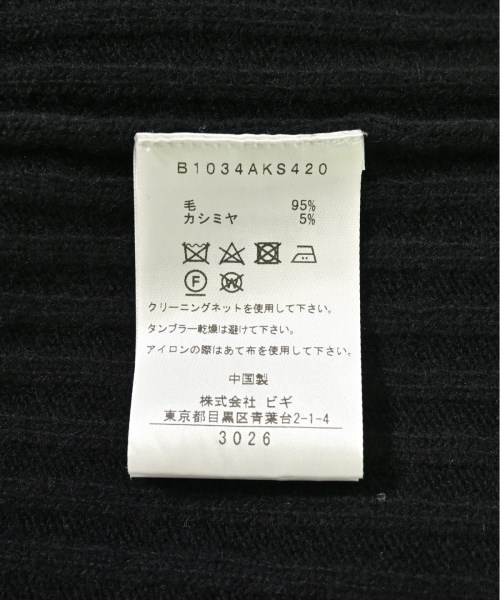 B1034AKS420
毛 95%
カシミヤ 5%
F W
クリーニングネットを使用して下さい。
タンブラー乾燥は避けて下さい。
アイロンの際はあて布を使用して下さい。
中国製
株式会社 ビギ
東京都目黒区青葉台2-1-4
3026